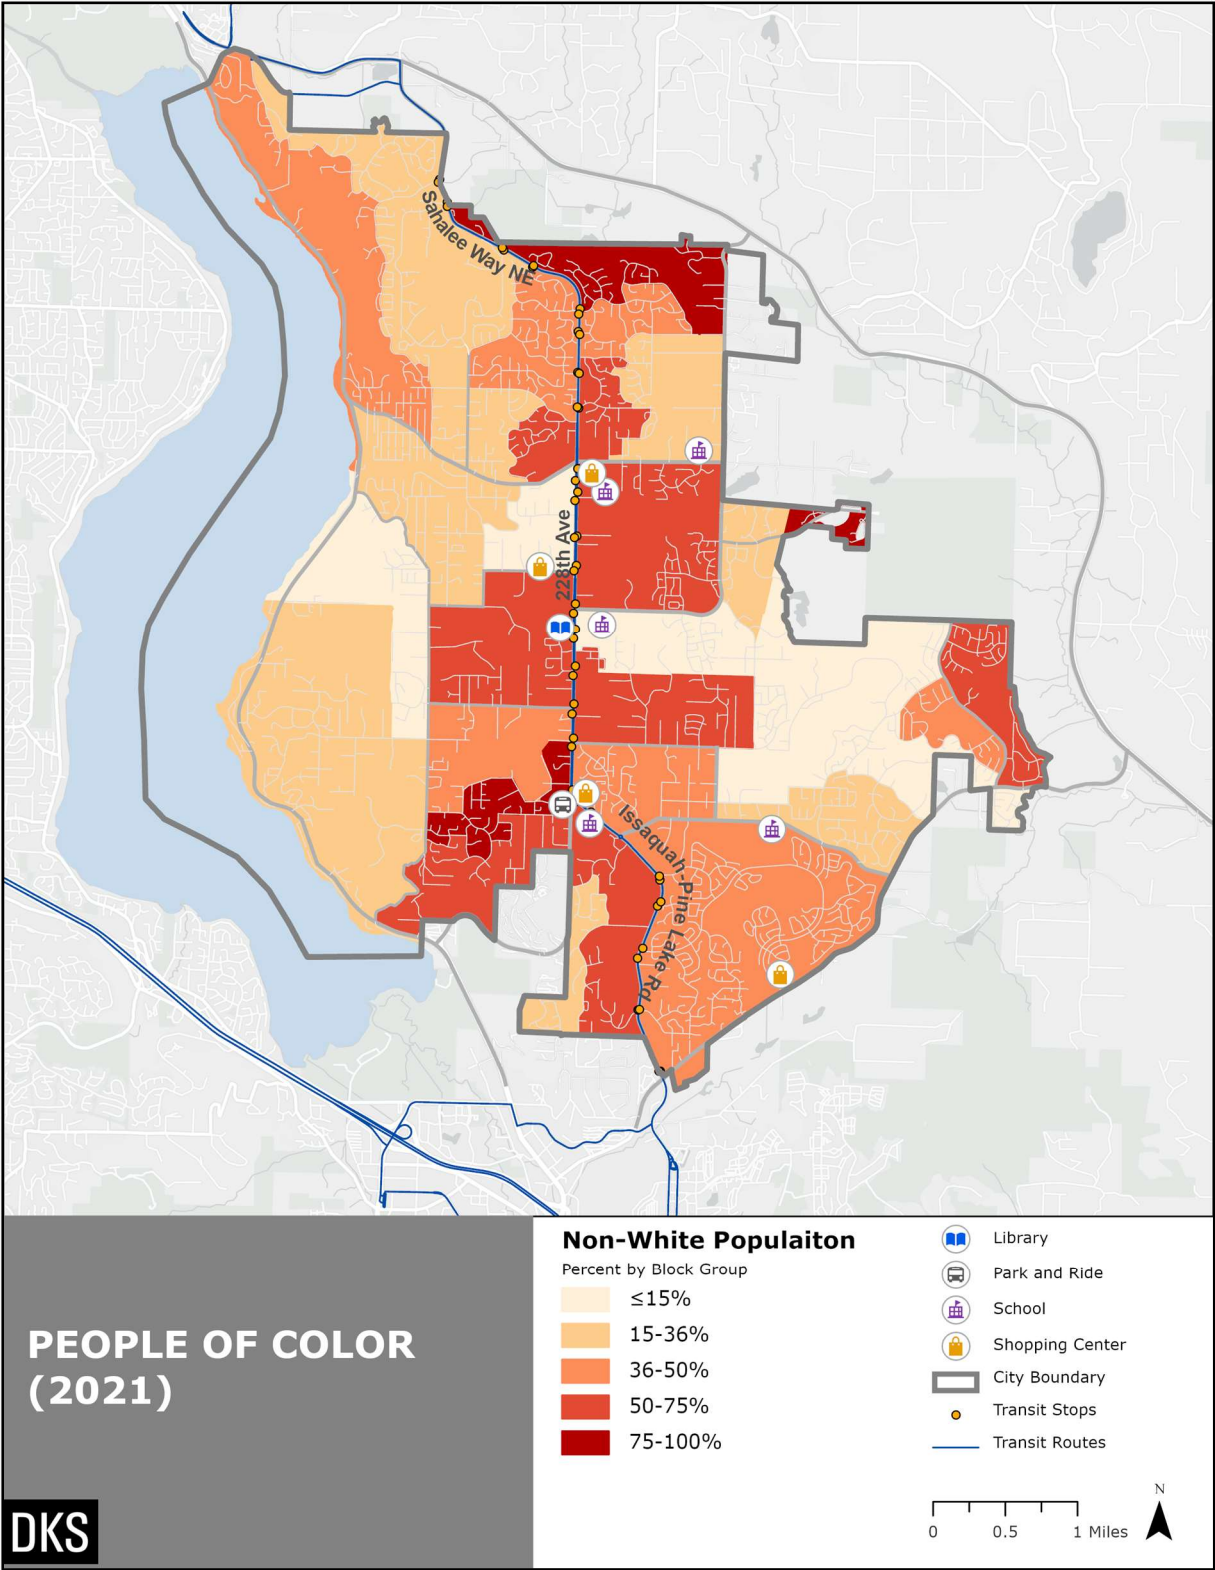 Sahalee Way NE
228th Ave
Issaquah-Pine Lake Rd
PEOPLE OF COLOR
(2021)
DKS
Non-White Populaiton
Percent by Block Group
≤15%
15-36%
36-50%
50-75%
75-100%
Library
Park and Ride
School
Shopping Center
City Boundary
Transit Stops
Transit Routes
N
0 0.5 1 Miles